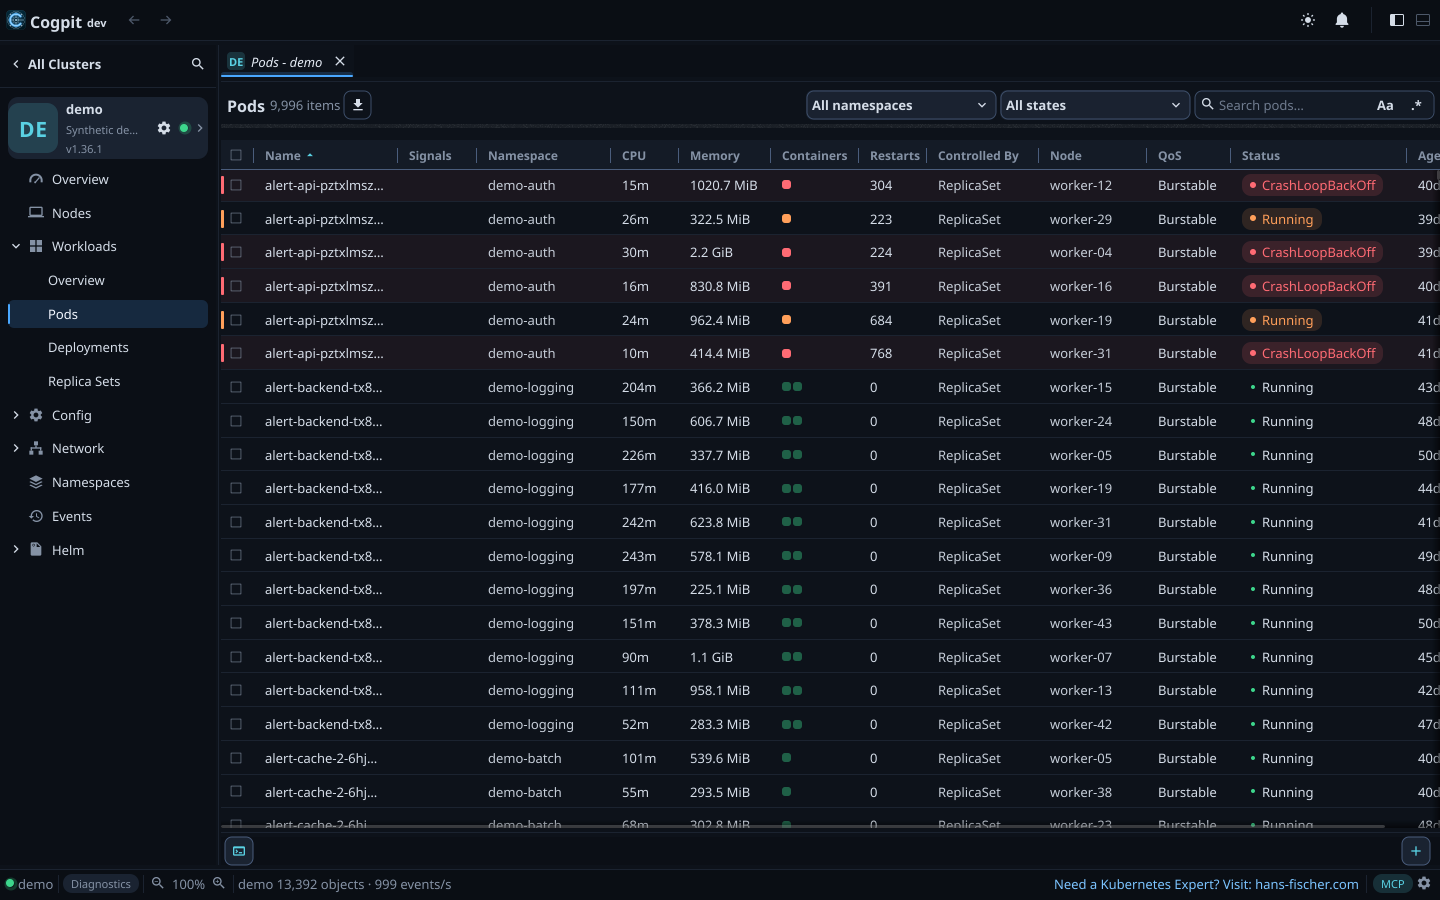 Cogpit dev
All Clusters
DE Pods - demo
DE
demo
Synthetic de...
v1.36.1
Overview
Nodes
Workloads
Overview
Pods
Deployments
Replica Sets
Config
Network
Namespaces
Events
Helm
Pods 9,996 items
All namespaces
All states
Search pods...
Aa
.*
Name Signals Namespace CPU Memory Containers Restarts Controlled By Node QoS Status Age
alert-api-pztxlmsz... demo-auth 15m 1020.7 MiB 304 ReplicaSet worker-12 Burstable CrashLoopBackOff 40d
alert-api-pztxlmsz... demo-auth 26m 322.5 MiB 223 ReplicaSet worker-29 Burstable Running 39d
alert-api-pztxlmsz... demo-auth 30m 2.2 GiB 224 ReplicaSet worker-04 Burstable CrashLoopBackOff 39d
alert-api-pztxlmsz... demo-auth 16m 830.8 MiB 391 ReplicaSet worker-16 Burstable CrashLoopBackOff 40d
alert-api-pztxlmsz... demo-auth 24m 962.4 MiB 684 ReplicaSet worker-19 Burstable Running 41d
alert-api-pztxlmsz... demo-auth 10m 414.4 MiB 768 ReplicaSet worker-31 Burstable CrashLoopBackOff 41d
alert-backend-tx8... demo-logging 204m 366.2 MiB 0 ReplicaSet worker-15 Burstable Running 43d
alert-backend-tx8... demo-logging 150m 606.7 MiB 0 ReplicaSet worker-24 Burstable Running 48d
alert-backend-tx8... demo-logging 226m 337.7 MiB 0 ReplicaSet worker-05 Burstable Running 50d
alert-backend-tx8... demo-logging 177m 416.0 MiB 0 ReplicaSet worker-19 Burstable Running 44d
alert-backend-tx8... demo-logging 242m 623.8 MiB 0 ReplicaSet worker-31 Burstable Running 41d
alert-backend-tx8... demo-logging 243m 578.1 MiB 0 ReplicaSet worker-09 Burstable Running 49d
alert-backend-tx8... demo-logging 197m 225.1 MiB 0 ReplicaSet worker-36 Burstable Running 42d
alert-backend-tx8... demo-logging 151m 378.3 MiB 0 ReplicaSet worker-43 Burstable Running 50d
alert-backend-tx8... demo-logging 90m 1.1 GiB 0 ReplicaSet worker-07 Burstable Running 45d
alert-backend-tx8... demo-logging 111m 958.1 MiB 0 ReplicaSet worker-13 Burstable Running 42d
alert-backend-tx8... demo-logging 52m 283.3 MiB 0 ReplicaSet worker-42 Burstable Running 47d
alert-cache-2-6hj... demo-batch 101m 539.6 MiB 0 ReplicaSet worker-05 Burstable Running 40d
alert-cache-2-6hj... demo-batch 55m 293.5 MiB 0 ReplicaSet worker-38 Burstable Running 40d
alert-cache-2-6hj... demo-batch 68m 302.8 MiB 0 ReplicaSet worker-23 Burstable Running 48d
demo
Diagnostics
100%
demo 13,392 objects · 999 events/s
Need a Kubernetes Expert? Visit: hans-fischer.com
MCP